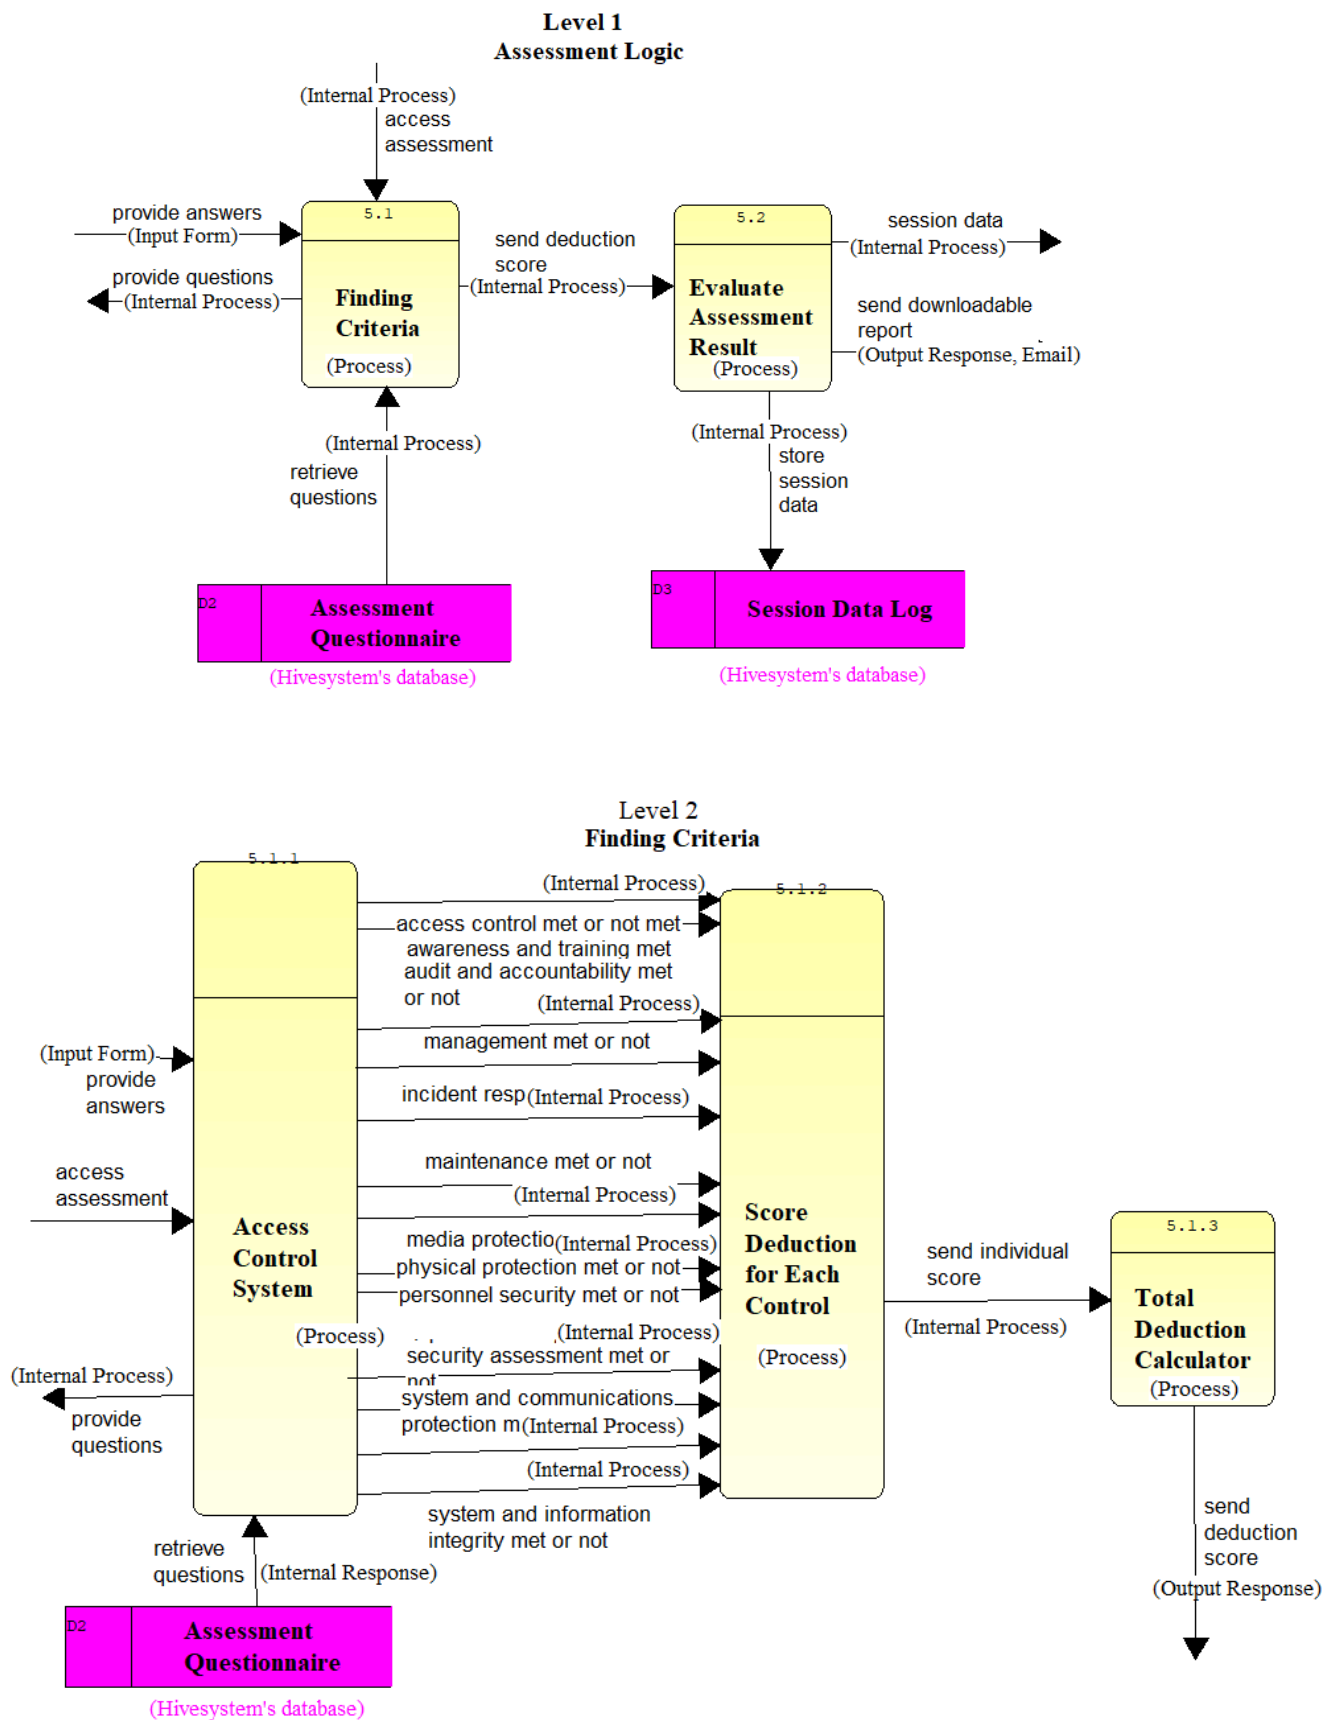 Level 1
Assessment Logic
(Internal Process)
access
assessment
provide answers
(Input Form)
provide questions
(Internal Process)
5.1
Finding
Criteria
(Process)
send deduction
score
(Internal Process)
5.2
Evaluate
Assessment
Result
(Process)
session data
(Internal Process)
send downloadable
report
(Output Response, Email)
(Internal Process)
retrieve
questions
(Internal Process)
store
session
data
D2
Assessment
Questionnaire
(Hivesystem's database)
D3
Session Data Log
(Hivesystem's database)
Level 2
Finding Criteria
5.1.1
Access
Control
System
(Process)
(Input Form)
provide
answers
access
assessment
(Internal Process)
provide
questions
retrieve
questions
(Internal Response)
D2
Assessment
Questionnaire
(Hivesystem's database)
(Internal Process)
access control met or not met
awareness and training met
audit and accountability met
or not
(Internal Process)
management met or not
incident resp(Internal Process)
maintenance met or not
(Internal Process)
media protectio(Internal Process)
physical protection met or not
personnel security met or not
(Internal Process)
security assessment met or
not
system and communications
protection m(Internal Process)
(Internal Process)
system and information
integrity met or not
5.1.2
Score
Deduction
for Each
Control
(Process)
send individual
score
(Internal Process)
5.1.3
Total
Deduction
Calculator
(Process)
send
deduction
score
(Output Response)